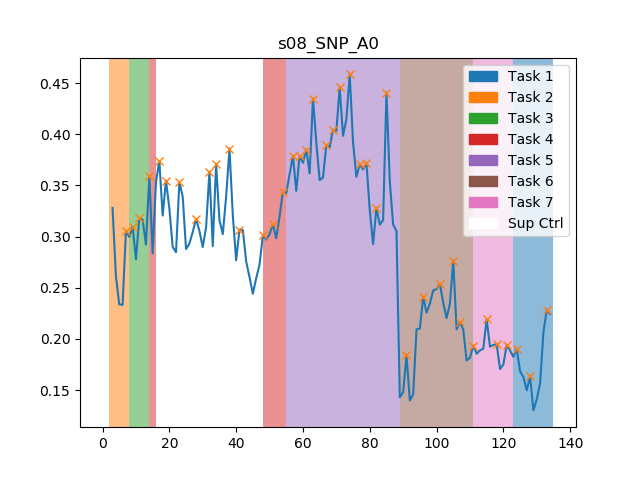 s08_SNP_A0
0.45
0.40
0.35
0.30
0.25
0.20
0.15
0 20 40 60 80 100 120 140
Task 1
Task 2
Task 3
Task 4
Task 5
Task 6
Task 7
Sup Ctrl